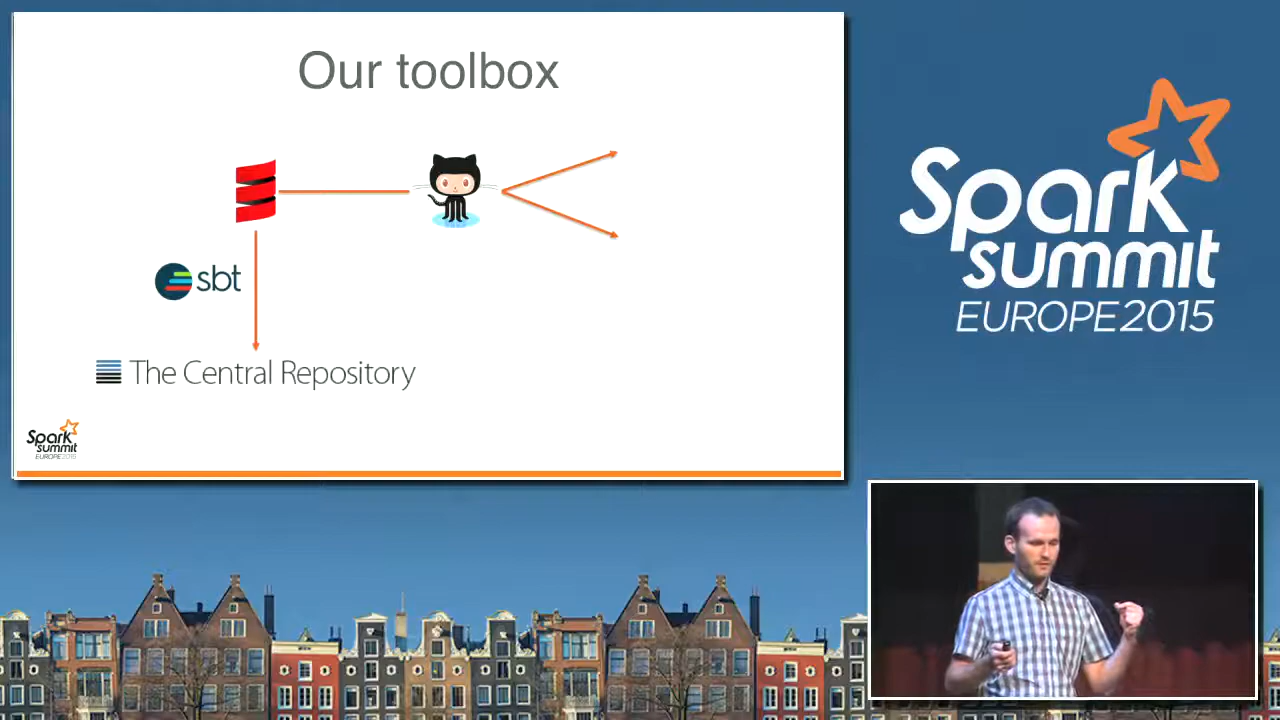 Our toolbox
sbt
The Central Repository
Spark
summit
EUROPE 2015
Spark
summit
EUROPE2015